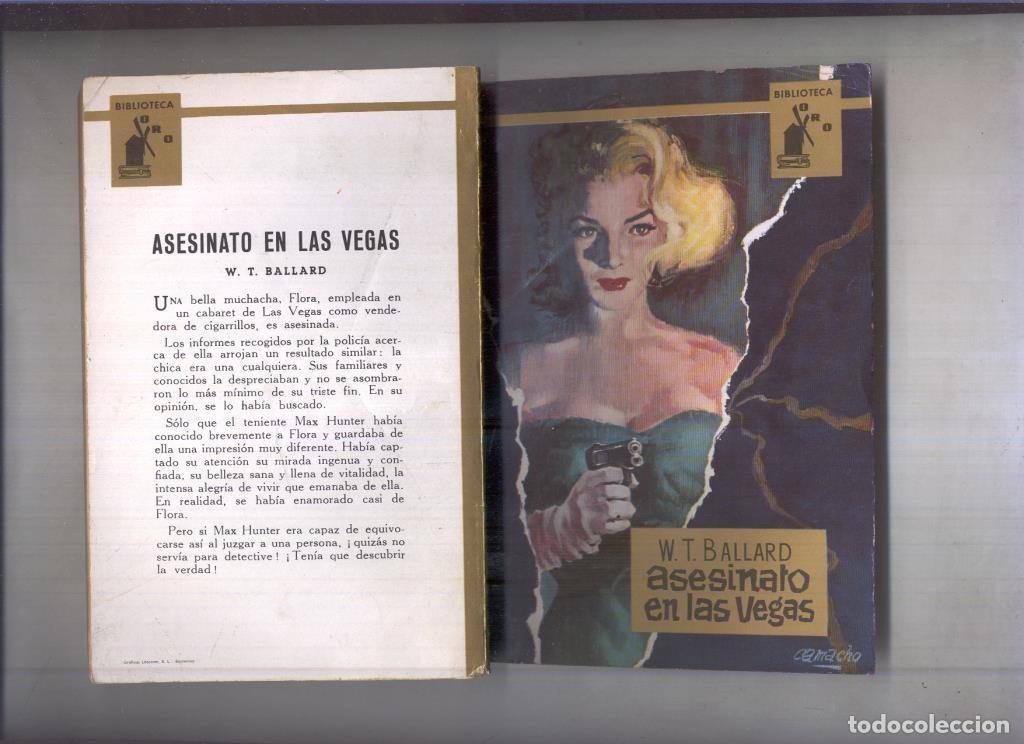 BIBLIOTECA
ORO
ASESINATO EN LAS VEGAS
W. T. BALLARD
UNA bella muchacha, Flora, empleada en
un cabaret de Las Vegas como vende-
dora de cigarrillos, es asesinada.
Los informes recogidos por la policía acer-
ca de ella arrojan un resultado similar: la
chica era una cualquiera. Sus familiares y
conocidos la despreciaban y no se asombra-
ron lo más mínimo de su triste fin. En su
opinión, se lo había buscado.
Sólo que el teniente Max Hunter había
conocido brevemente a Flora y guardaba de
ella una impresión muy diferente. Había cap-
tado su atención su mirada ingenua y con-
fiada, su belleza sana y llena de vitalidad, la
intensa alegría de vivir que emanaba de ella.
En realidad, se había enamorado casi de
Flora.
Pero si Max Hunter era capaz de equivo-
carse así al juzgar a una persona, ¡quizás no
servía para detective! ¡Tenía que descubrir
la verdad!
S. L.
BIBLIOTECA
ORO
W. T. BALLARD
asesinato
en las Vegas
camacho
todocoleccion